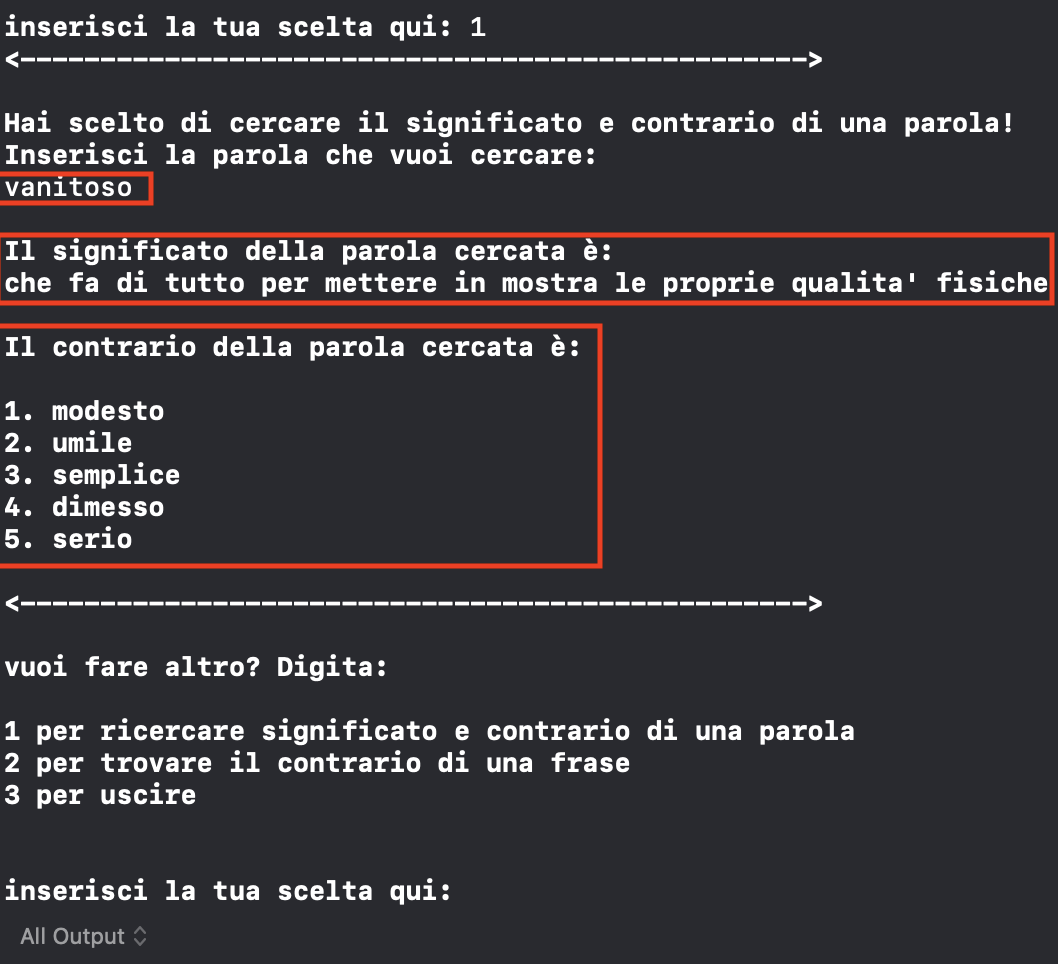 inserisci la tua scelta qui: 1
<------------------------------------------------->

Hai scelto di cercare il significato e contrario di una parola!
Inserisci la parola che vuoi cercare:
vanitoso

Il significato della parola cercata è:
che fa di tutto per mettere in mostra le proprie qualita' fisiche

Il contrario della parola cercata è:

1. modesto
2. umile
3. semplice
4. dimesso
5. serio

<------------------------------------------------->

vuoi fare altro? Digita:

1 per ricercare significato e contrario di una parola
2 per trovare il contrario di una frase
3 per uscire

inserisci la tua scelta qui:
All Output